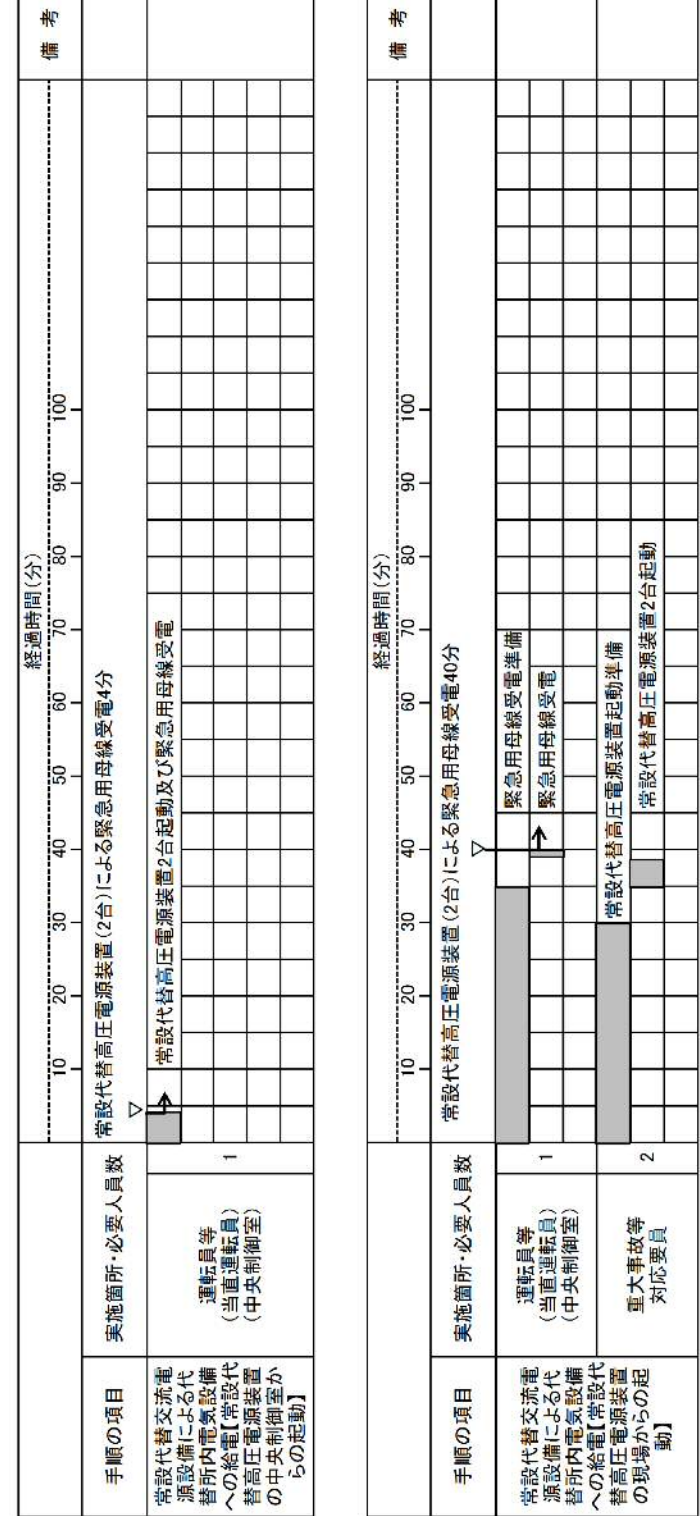 経過時間(分)
備 考
10 20 30 40 50 60 70 80 90 100
手順の項目
実施箇所・必要人員数
常設代替高圧電源装置(2台)による緊急用母線受電4分
▽
常設代替交流電
源設備による代
替所内電気設備
への給電【常設代
替高圧電源装置
の中央制御室か
らの起動】
運転員等
(当直運転員)
(中央制御室)
1
常設代替高圧電源装置2台起動及び緊急用母線受電
経過時間(分)
備 考
10 20 30 40 50 60 70 80 90 100
手順の項目
実施箇所・必要人員数
常設代替高圧電源装置(2台)による緊急用母線受電40分
▽
常設代替交流電
源設備による代
替所内電気設備
への給電【常設代
替高圧電源装置
の現場からの起
動】
運転員等
(当直運転員)
(中央制御室)
1
緊急用母線受電準備
緊急用母線受電
重大事故等
対応要員
2
常設代替高圧電源装置起動準備
常設代替高圧電源装置2台起動